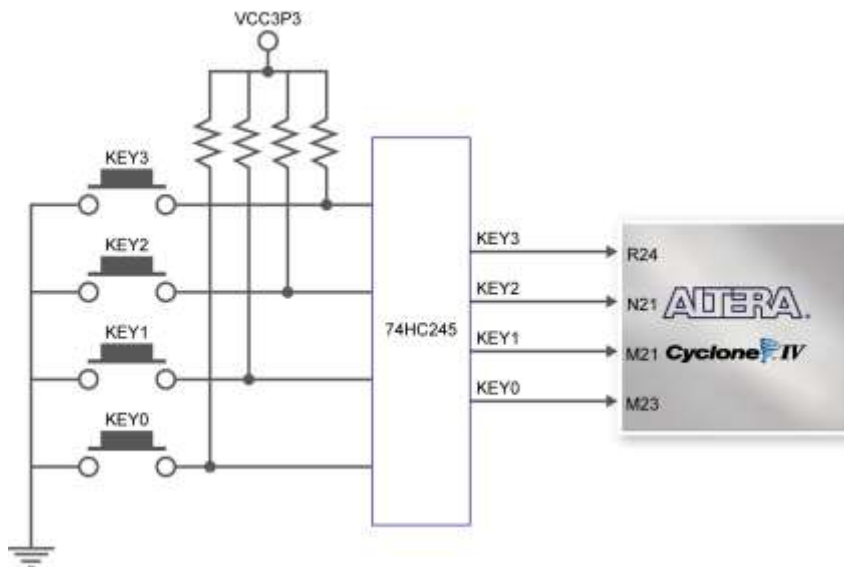 VCC3P3
KEY3
KEY2
KEY1
KEY0
74HC245
KEY3
KEY2
KEY1
KEY0
R24
N21
M21
M23
ALTERA.
Cyclone IV